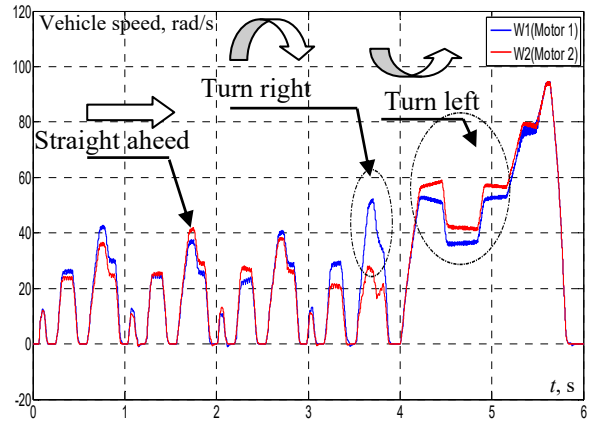 Vehicle speed, rad/s
W1(Motor 1)
W2(Motor 2)
Turn right
Turn left
Straight aheed
t, s
120
100
80
60
40
20
0
-20
0 1 2 3 4 5 6